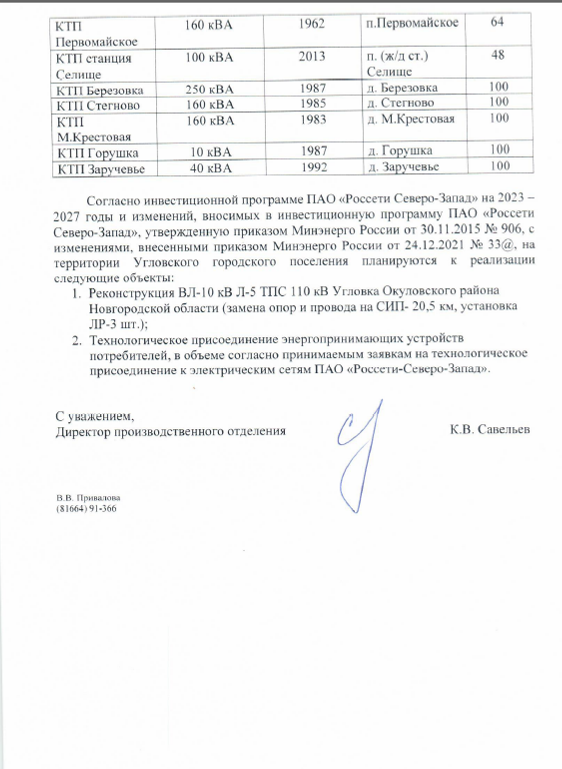 КТП 160 кВА 1962 п.Первомайское 64
Первомайское
КТП станция 100 кВА 2013 п. (ж/д ст.) 48
Селище Селище
КТП Березовка 250 кВА 1987 д. Березовка 100
КТП Стегново 160 кВА 1985 д. Стегново 100
КТП 160 кВА 1983 д. М.Крестовая 100
М.Крестовая
КТП Горушка 10 кВА 1987 д. Горушка 100
КТП Заручевье 40 кВА 1992 д. Заручевье 100
Согласно инвестиционной программе ПАО «Россети Северо-Запад» на 2023 –
2027 годы и изменений, вносимых в инвестиционную программу ПАО «Россети
Северо-Запад», утвержденную приказом Минэнерго России от 30.11.2015 № 906, с
изменениями, внесенными приказом Минэнерго России от 24.12.2021 № 33@, на
территории Угловского городского поселения планируются к реализации
следующие объекты:
1. Реконструкция ВЛ-10 кВ Л-5 ТПС 110 кВ Угловка Окуловского района
Новгородской области (замена опор и провода на СИП- 20,5 км, установка
ЛР-3 шт.);
2. Технологическое присоединение энергопринимающих устройств
потребителей, в объеме согласно принимаемым заявкам на технологическое
присоединение к электрическим сетям ПАО «Россети-Северо-Запад».
С уважением,
Директор производственного отделения К.В. Савельев
В.В. Привалова
(81664) 91-366